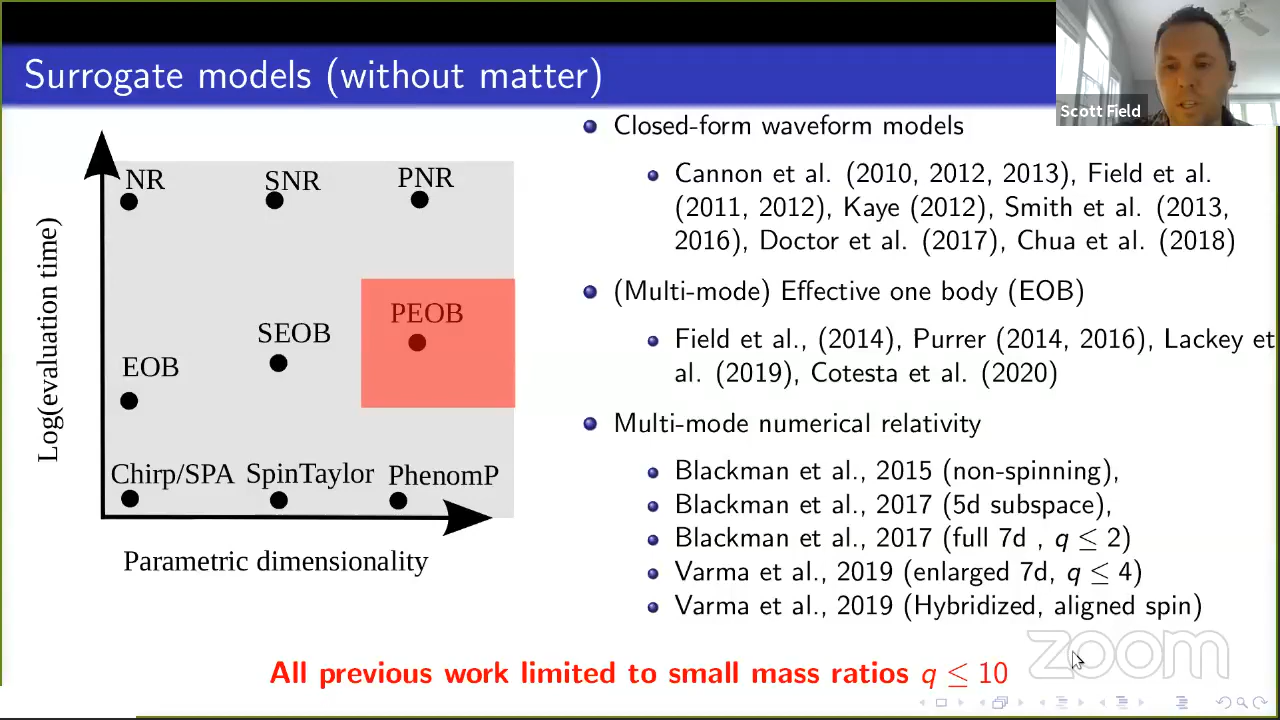 Surrogate models (without matter)
Scott Field
NR
SNR
PNR
PEOB
SEOB
EOB
Chirp/SPA
SpinTaylor
PhenomP
Log(evaluation time)
Parametric dimensionality
Closed-form waveform models
Cannon et al. (2010, 2012, 2013), Field et al.
(2011, 2012), Kaye (2012), Smith et al. (2013,
2016), Doctor et al. (2017), Chua et al. (2018)
(Multi-mode) Effective one body (EOB)
Field et al., (2014), Purrer (2014, 2016), Lackey et
al. (2019), Cotesta et al. (2020)
Multi-mode numerical relativity
Blackman et al., 2015 (non-spinning),
Blackman et al., 2017 (5d subspace),
Blackman et al., 2017 (full 7d , q ≤ 2)
Varma et al., 2019 (enlarged 7d, q ≤ 4)
Varma et al., 2019 (Hybridized, aligned spin)
zoom
All previous work limited to small mass ratios q ≤ 10